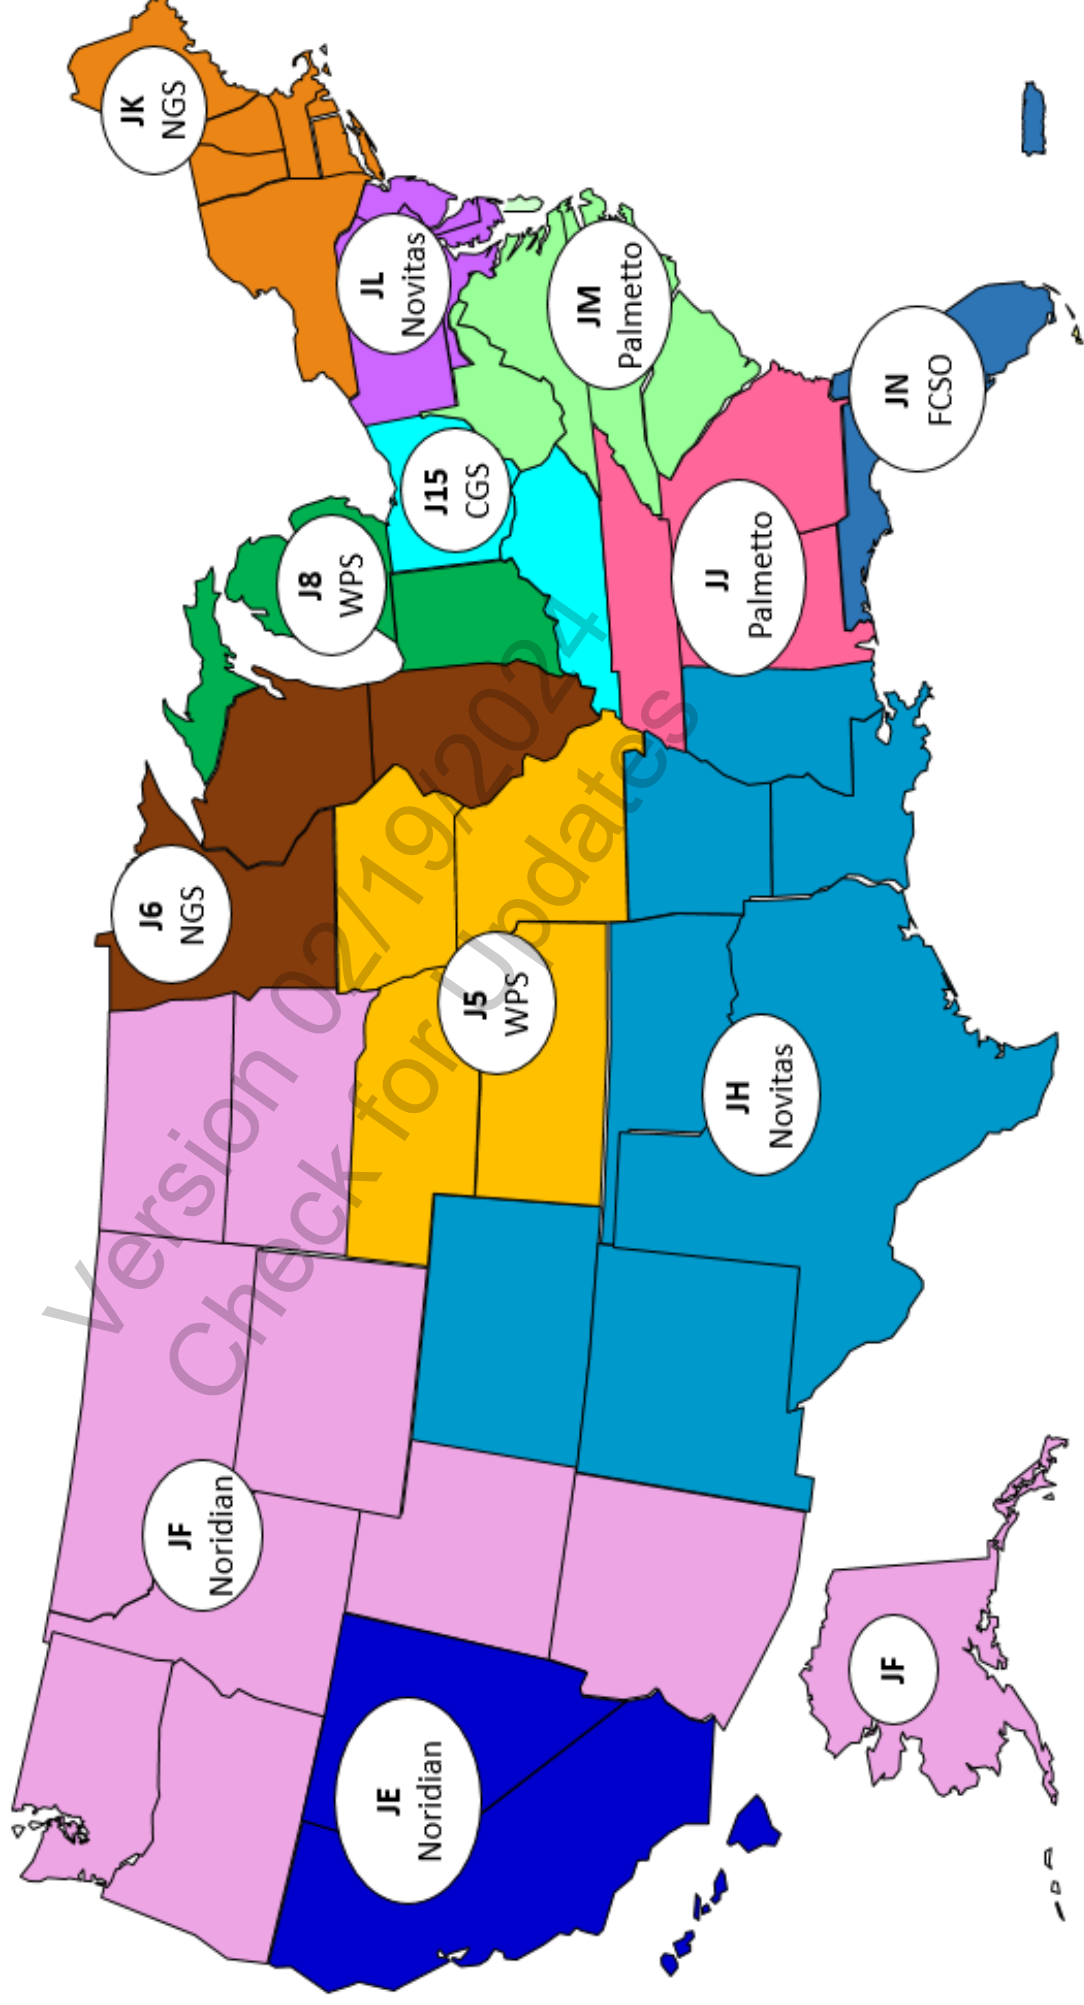 JF
Noridian
J6
NGS
J8
WPS
JK
NGS
JE
Noridian
J5
WPS
J15
CGS
JL
Novitas
JH
Novitas
JJ
Palmetto
JM
Palmetto
JF
JN
FCSO
Version 02/19/2024
Check for Updates